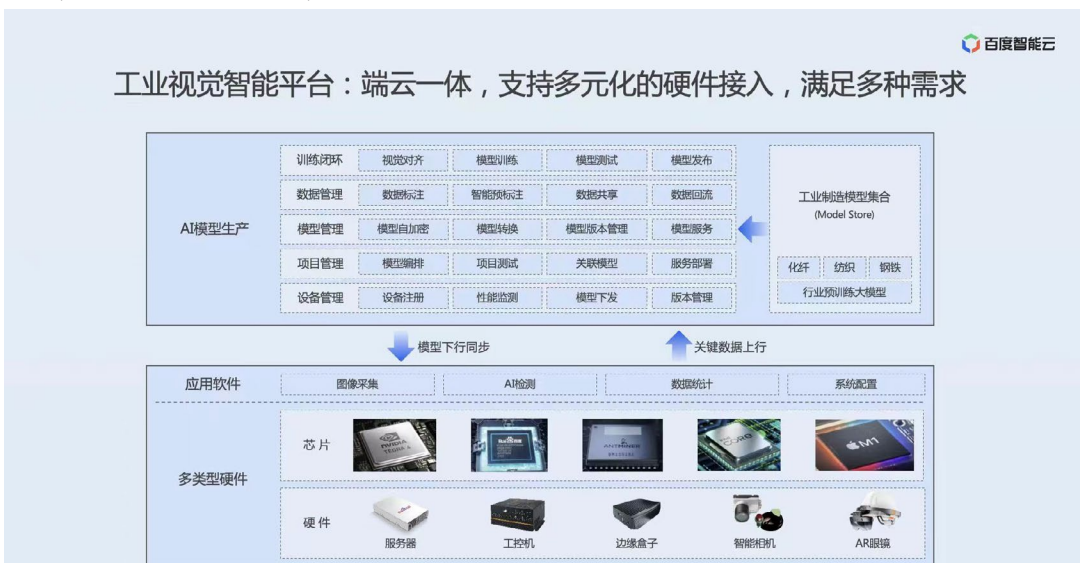 百度智能云
工业视觉智能平台：端云一体，支持多元化的硬件接入，满足多种需求
AI模型生产
训练闭环 视觉对齐 模型训练 模型测试 模型发布
数据管理 数据标注 智能预标注 数据共享 数据回流
模型管理 模型自加密 模型转换 模型版本管理 模型服务
项目管理 模型编排 项目测试 关联模型 服务部署
设备管理 设备注册 性能监测 模型下发 版本管理
工业制造模型集合
(Model Store)
化纤 纺织 钢铁
行业预训练大模型
模型下行同步 关键数据上行
应用软件 图像采集 AI检测 数据统计 系统配置
多类型硬件
芯片
NVIDIA
TEGRA
ANTMINER
CORE
M1
硬件
服务器 工控机 边缘盒子 智能相机 AR眼镜